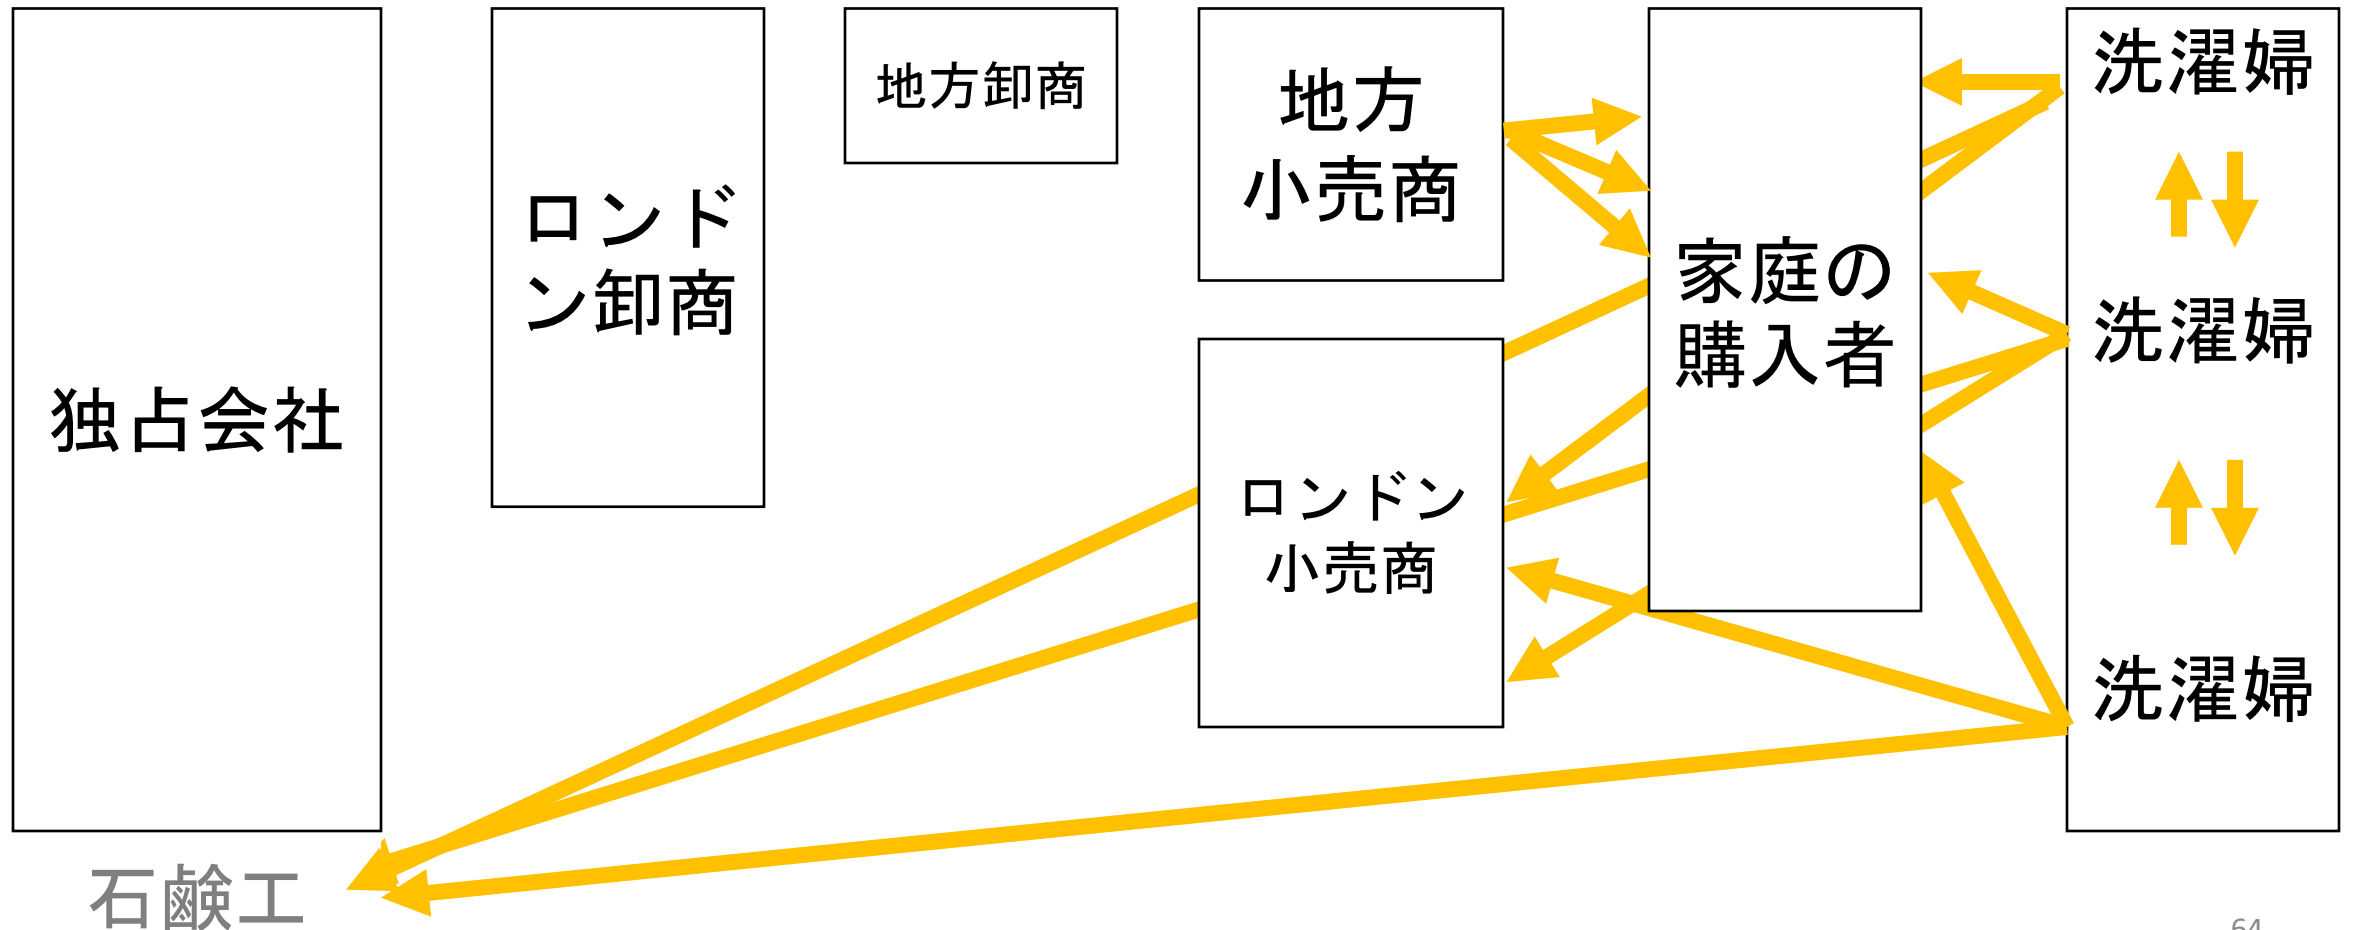 独占会社
ロンド
ン卸商
地方卸商
地方
小売商
ロンドン
小売商
家庭の
購入者
洗濯婦
洗濯婦
洗濯婦
石鹸工
64